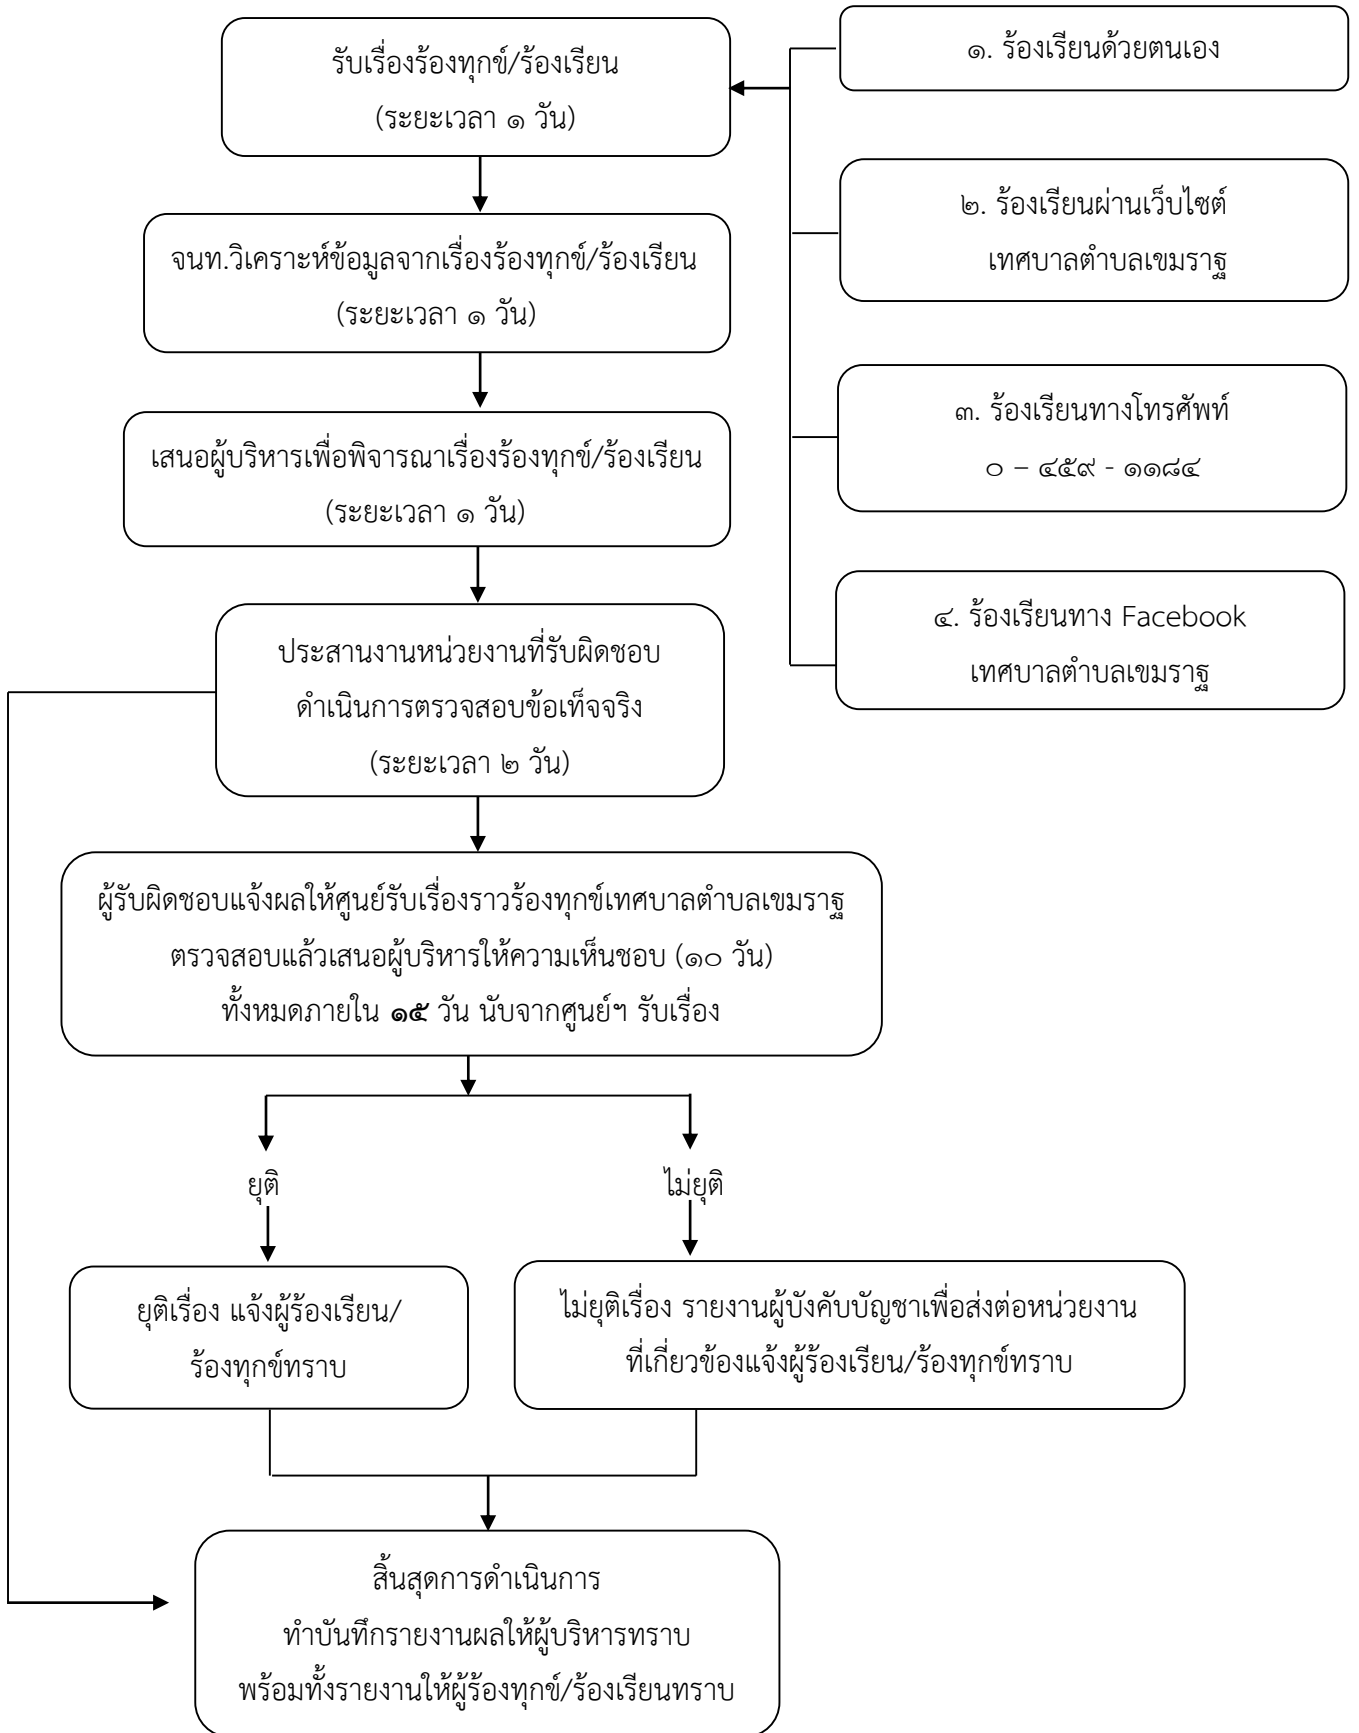 รับเรื่องร้องทุกข์/ร้องเรียน
(ระยะเวลา ๑ วัน)
๑. ร้องเรียนด้วยตนเอง
๒. ร้องเรียนผ่านเว็บไซต์
เทศบาลตำบลเขมราฐ
๓. ร้องเรียนทางโทรศัพท์
๐ – ๔๕๙ - ๑๑๘๔
๔. ร้องเรียนทาง Facebook
เทศบาลตำบลเขมราฐ
จนท.วิเคราะห์ข้อมูลจากเรื่องร้องทุกข์/ร้องเรียน
(ระยะเวลา ๑ วัน)
เสนอผู้บริหารเพื่อพิจารณาเรื่องร้องทุกข์/ร้องเรียน
(ระยะเวลา ๑ วัน)
ประสานงานหน่วยงานที่รับผิดชอบ
ดำเนินการตรวจสอบข้อเท็จจริง
(ระยะเวลา ๒ วัน)
ผู้รับผิดชอบแจ้งผลให้ศูนย์รับเรื่องราวร้องทุกข์เทศบาลตำบลเขมราฐ
ตรวจสอบแล้วเสนอผู้บริหารให้ความเห็นชอบ (๑๐ วัน)
ทั้งหมดภายใน ๑๕ วัน นับจากศูนย์ฯ รับเรื่อง
ยุติ
ไม่ยุติ
ยุติเรื่อง แจ้งผู้ร้องเรียน/
ร้องทุกข์ทราบ
ไม่ยุติเรื่อง รายงานผู้บังคับบัญชาเพื่อส่งต่อหน่วยงาน
ที่เกี่ยวข้องแจ้งผู้ร้องเรียน/ร้องทุกข์ทราบ
สิ้นสุดการดำเนินการ
ทำบันทึกรายงานผลให้ผู้บริหารทราบ
พร้อมทั้งรายงานให้ผู้ร้องทุกข์/ร้องเรียนทราบ